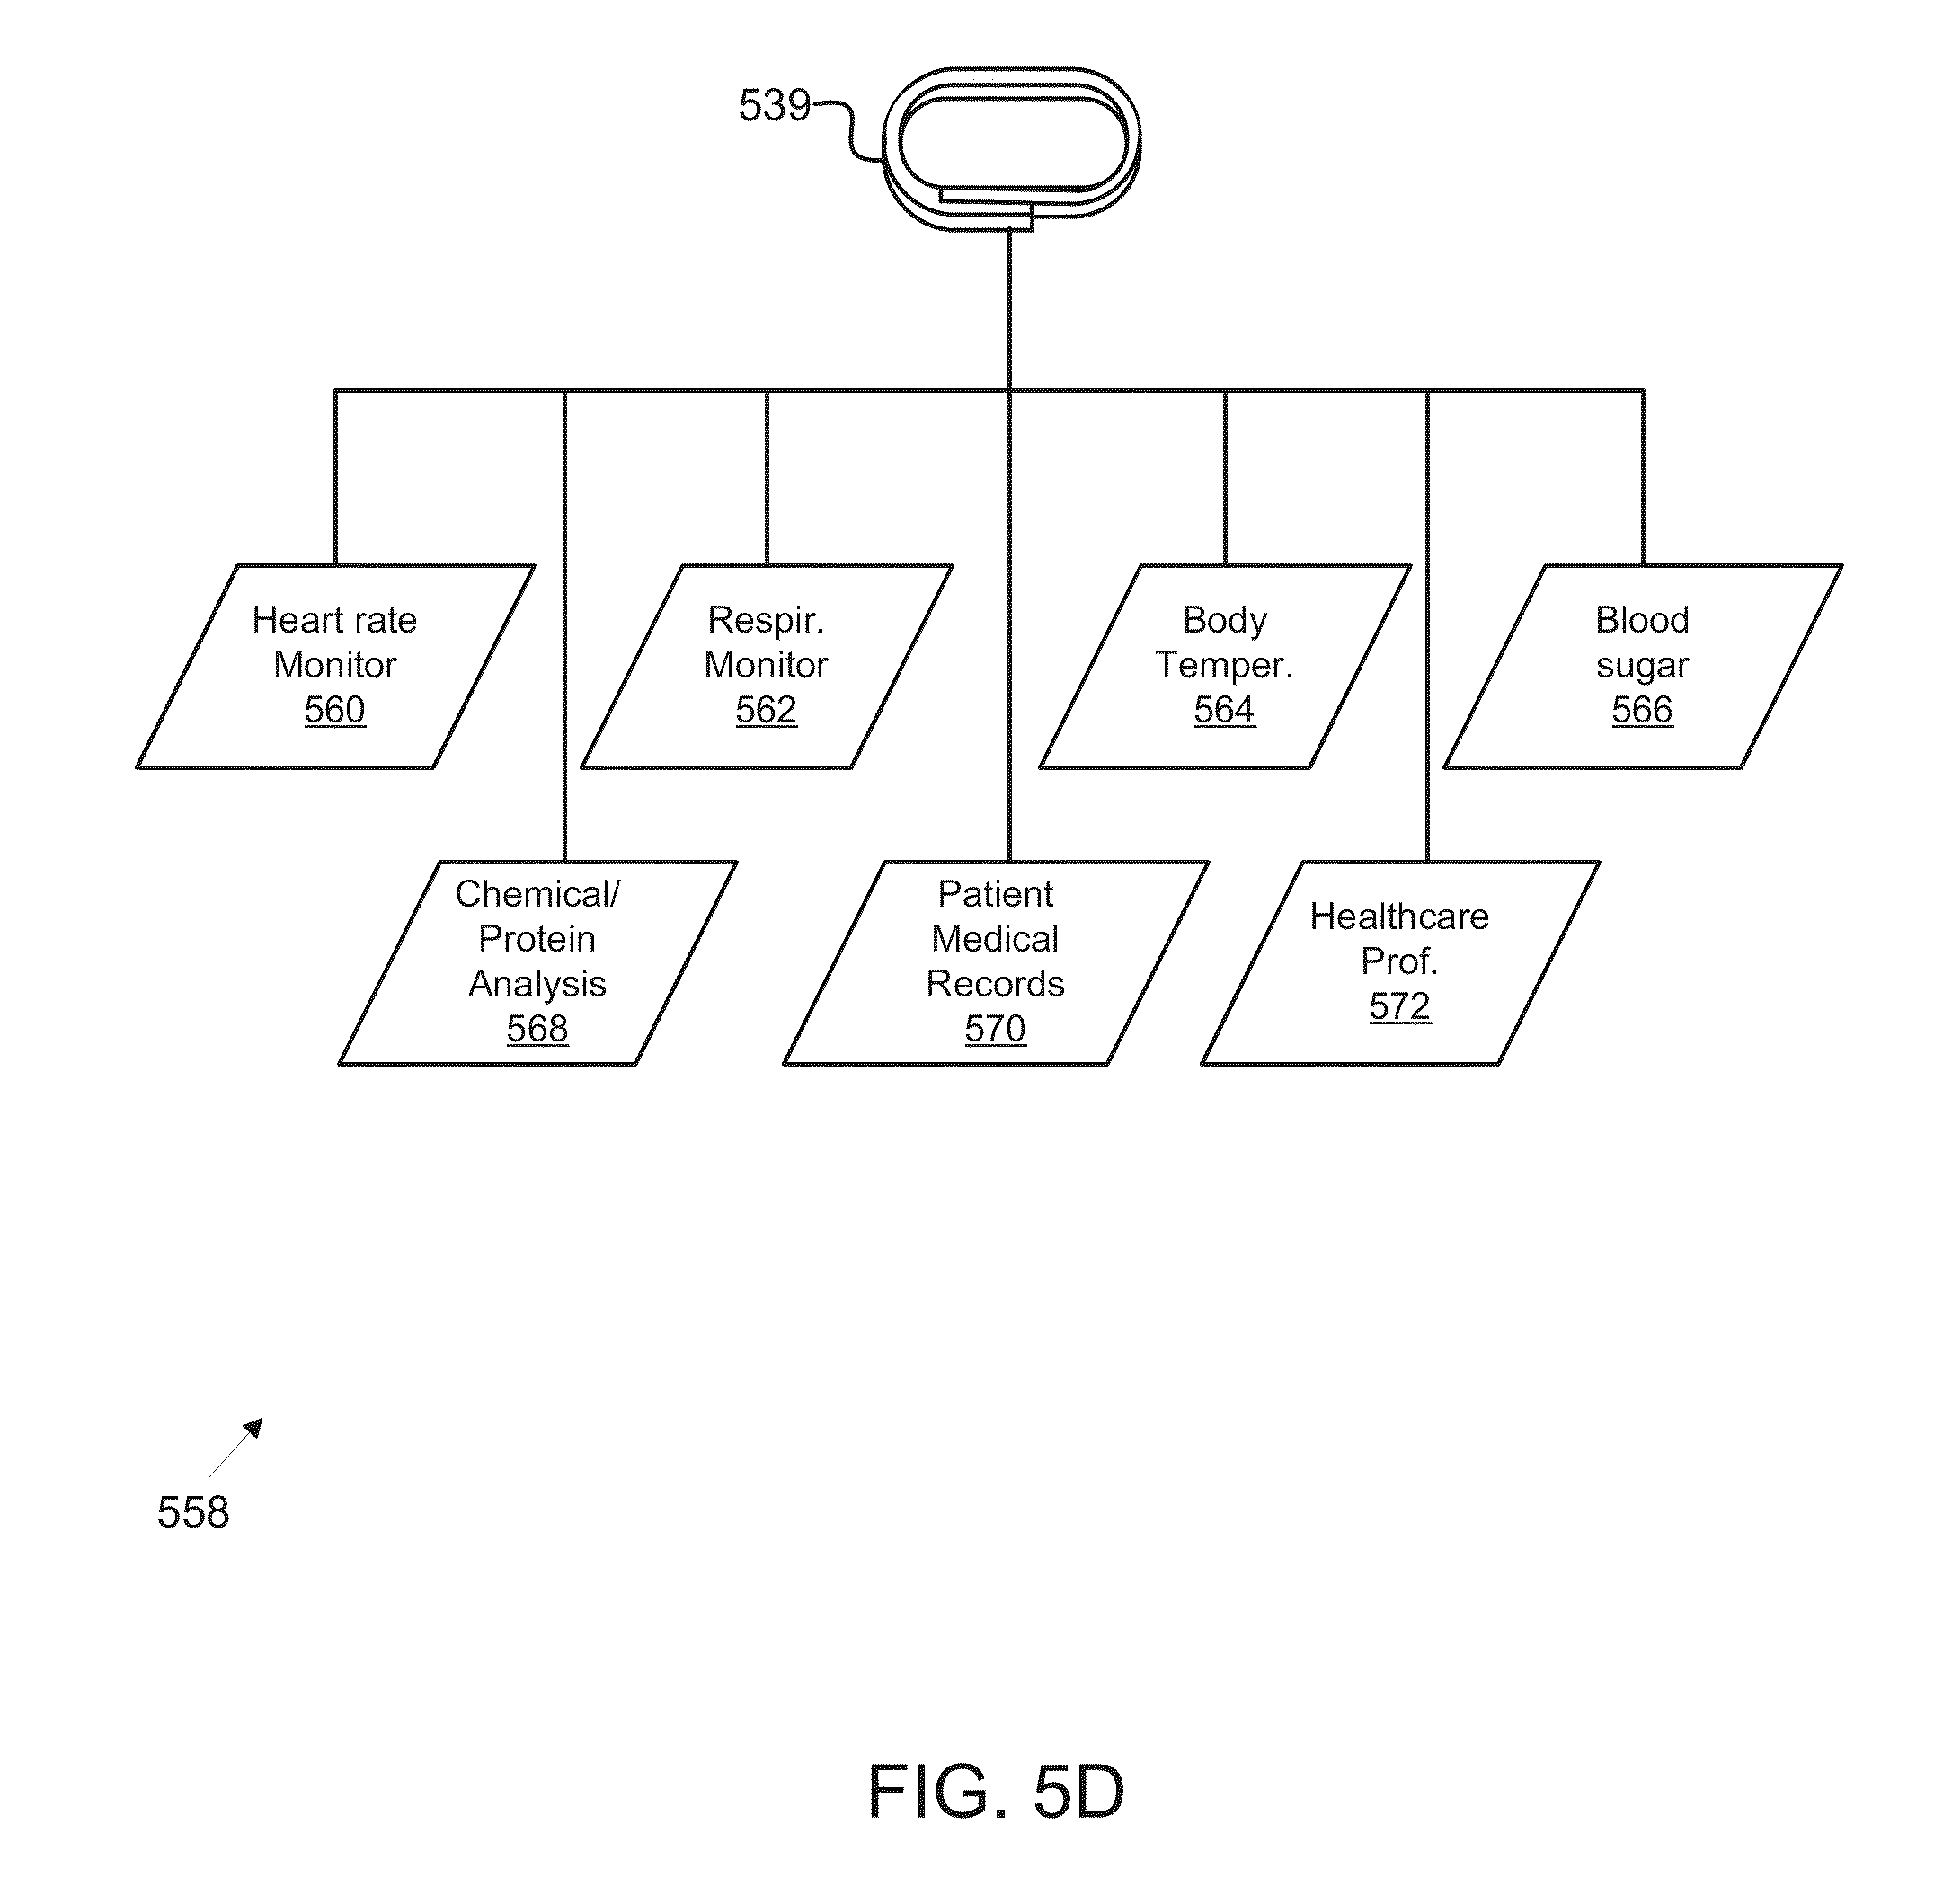 539
Heart rate
Monitor
560
Respir.
Monitor
562
Body
Temper.
564
Blood
sugar
566
Chemical/
Protein
Analysis
568
Patient
Medical
Records
570
Healthcare
Prof.
572
558
FIG. 5D